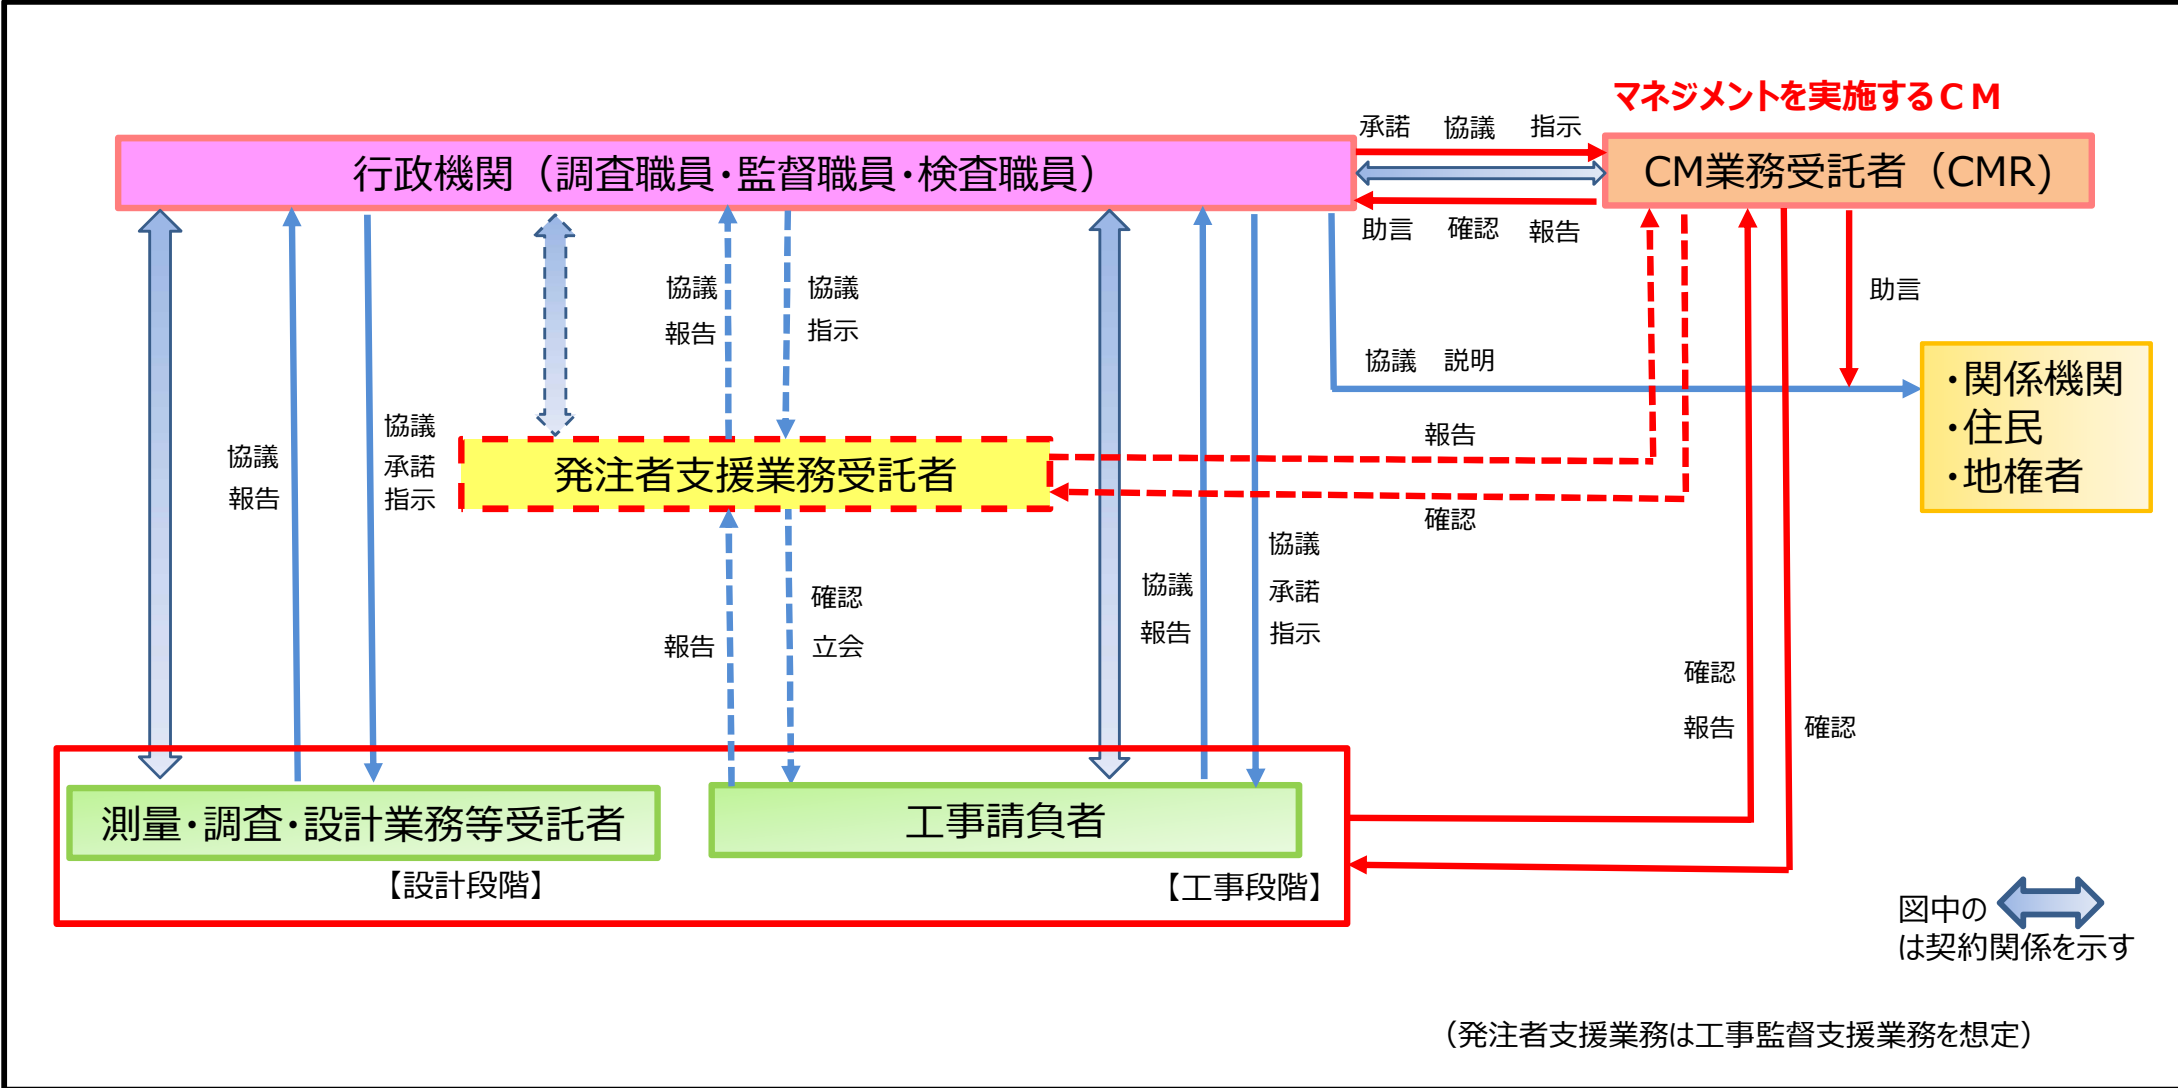 マネジメントを実施するCM
承諾 協議 指示
行政機関（調査職員・監督職員・検査職員）
CM業務受託者（CMR)
助言 確認 報告
協議
報告
協議
指示
助言
協議 説明
・関係機関
・住民
・地権者
協議
報告
協議
承諾
指示
発注者支援業務受託者
報告
確認
報告
確認
立会
協議
報告
協議
承諾
指示
確認
報告
確認
測量・調査・設計業務等受託者
工事請負者
【設計段階】
【工事段階】
図中の
は契約関係を示す
（発注者支援業務は工事監督支援業務を想定）